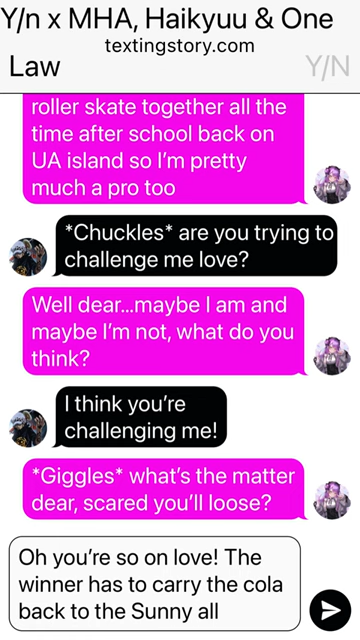 Y/n x MHA, Haikyuu & One
textingstory.com
Law
Y/N
roller skate together all the
time after school back on
UA island so I'm pretty
much a pro too
*Chuckles* are you trying to
challenge me love?
Well dear...maybe I am and
maybe I'm not, what do you
think?
I think you're
challenging me!
*Giggles* what's the matter
dear, scared you'll loose?
Oh you're so on love! The
winner has to carry the cola
back to the Sunny all